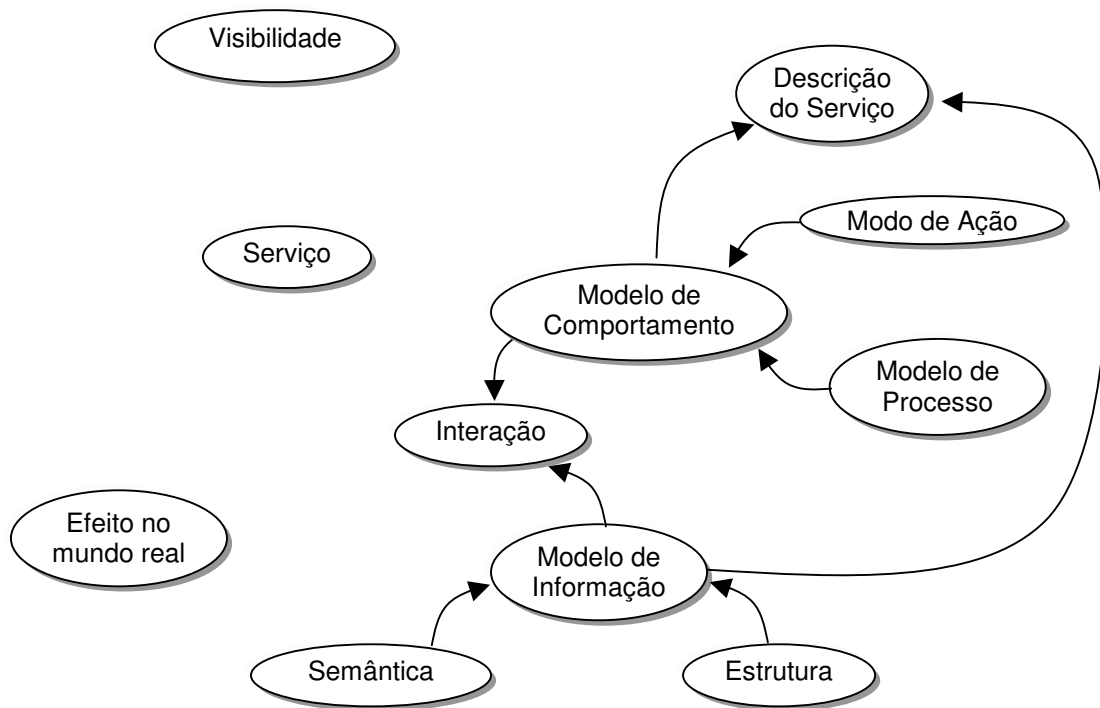 Visibilidade
Descrição
do Serviço
Modo de Ação
Serviço
Modelo de
Comportamento
Modelo de
Processo
Interação
Efeito no
mundo real
Modelo de
Informação
Semântica
Estrutura